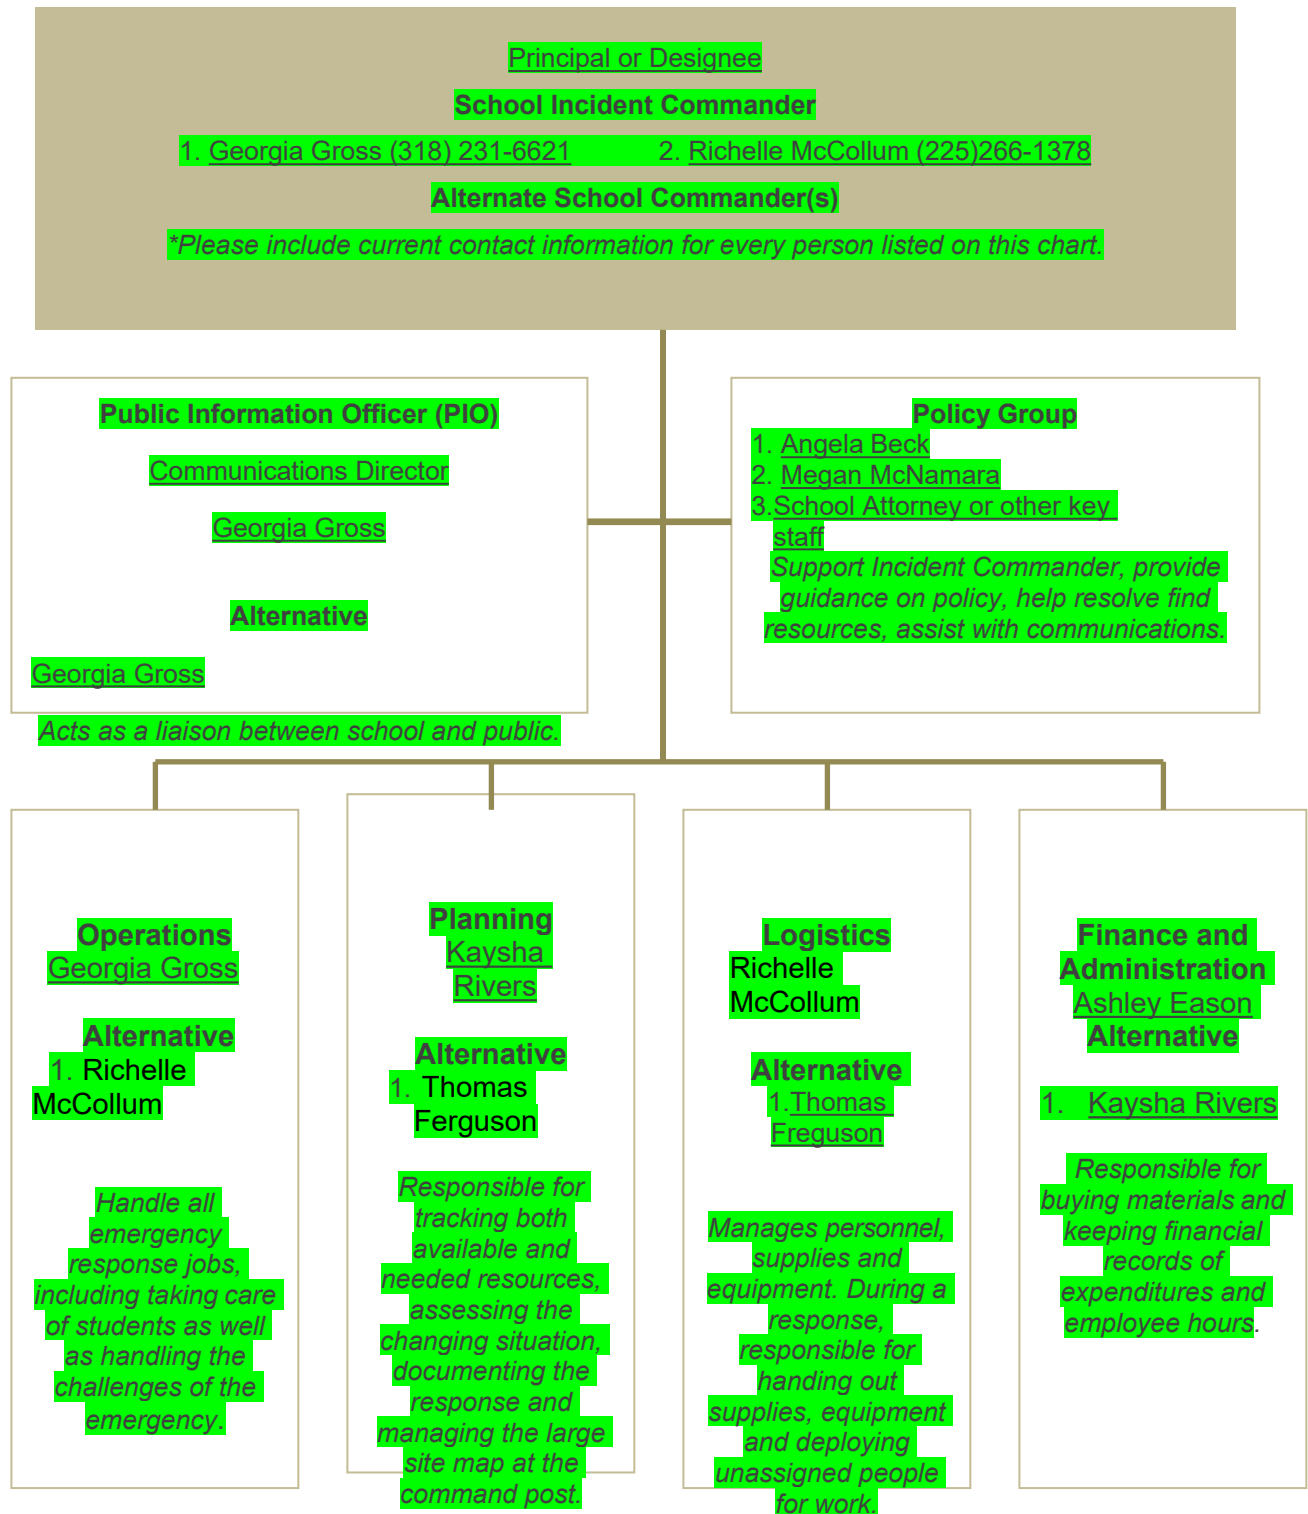 Principal or Designee
School Incident Commander
1. Georgia Gross (318) 231-6621 2. Richelle McCollum (225)266-1378
Alternate School Commander(s)
*Please include current contact information for every person listed on this chart.
Public Information Officer (PIO)
Communications Director
Georgia Gross
Alternative
Georgia Gross
Acts as a liaison between school and public.
Policy Group
1. Angela Beck
2. Megan McNamara
3.School Attorney or other key
staff
Support Incident Commander, provide
guidance on policy, help resolve find
resources, assist with communications.
Operations
Georgia Gross
Alternative
1. Richelle
McCollum
Handle all
emergency
response jobs,
including taking care
of students as well
as handling the
challenges of the
emergency.
Planning
Kaysha
Rivers
Alternative
1. Thomas
Ferguson
Responsible for
tracking both
available and
needed resources,
assessing the
changing situation,
documenting the
response and
managing the large
site map at the
command post.
Logistics
Richelle
McCollum
Alternative
1.Thomas
Freguson
Manages personnel,
supplies and
equipment. During a
response,
responsible for
handing out
supplies, equipment
and deploying
unassigned people
for work.
Finance and
Administration
Ashley Eason
Alternative
1. Kaysha Rivers
Responsible for
buying materials and
keeping financial
records of
expenditures and
employee hours.